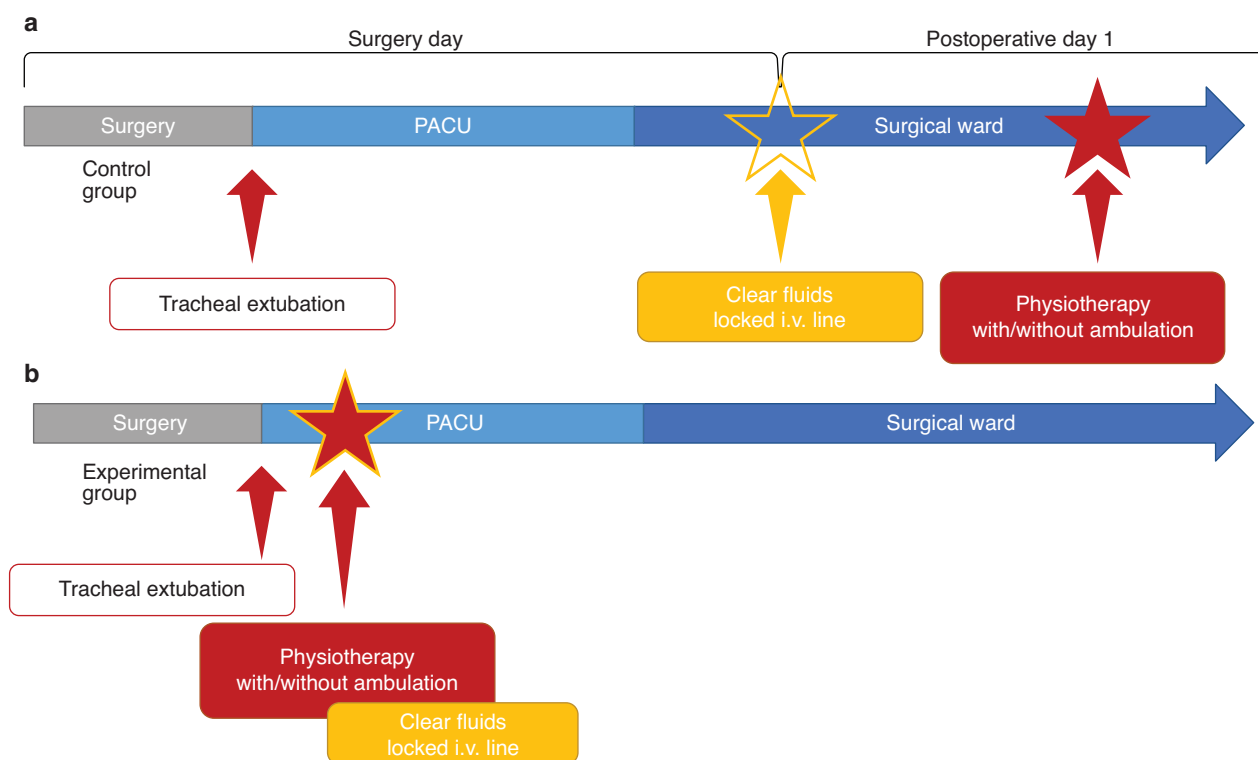 a
Surgery day
Postoperative day 1
Surgery
PACU
Surgical ward
Control
group
Tracheal extubation
Clear fluids
locked i.v. line
Physiotherapy
with/without ambulation
b
Surgery
PACU
Surgical ward
Experimental
group
Tracheal extubation
Physiotherapy
with/without ambulation
Clear fluids
locked i.v. line